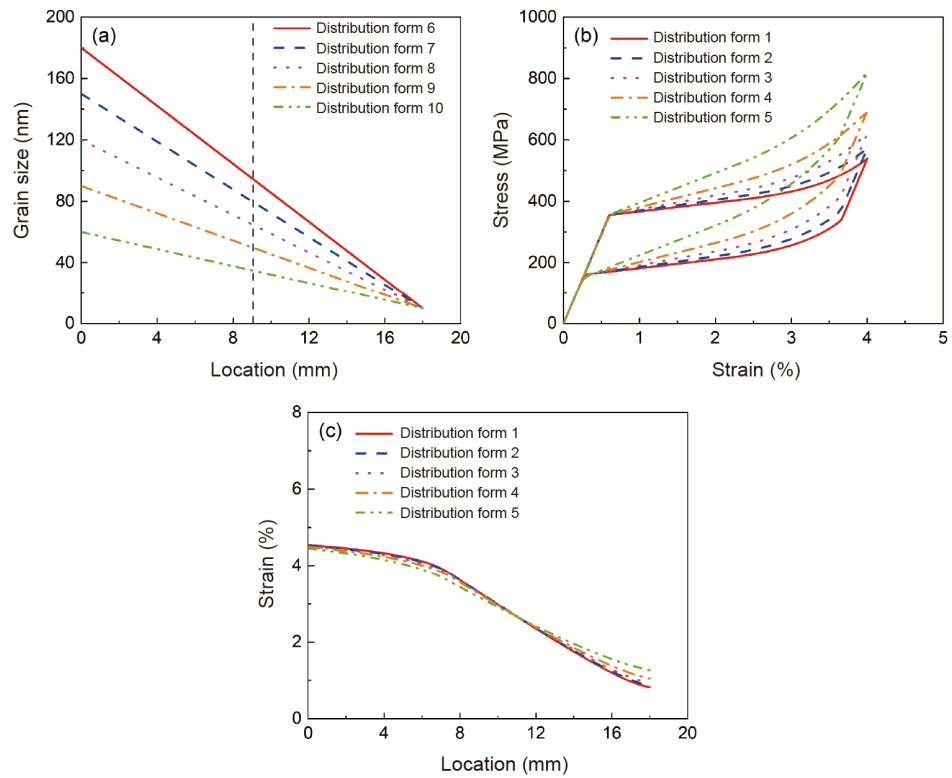 (a)
Distribution form 6
Distribution form 7
Distribution form 8
Distribution form 9
Distribution form 10
200
160
120
80
40
0
Grain size (nm)
0 4 8 12 16 20
Location (mm)
(b)
Distribution form 1
Distribution form 2
Distribution form 3
Distribution form 4
Distribution form 5
1000
800
600
400
200
0
Stress (MPa)
0 1 2 3 4 5
Strain (%)
(c)
Distribution form 1
Distribution form 2
Distribution form 3
Distribution form 4
Distribution form 5
8
6
4
2
0
Strain (%)
0 4 8 12 16 20
Location (mm)